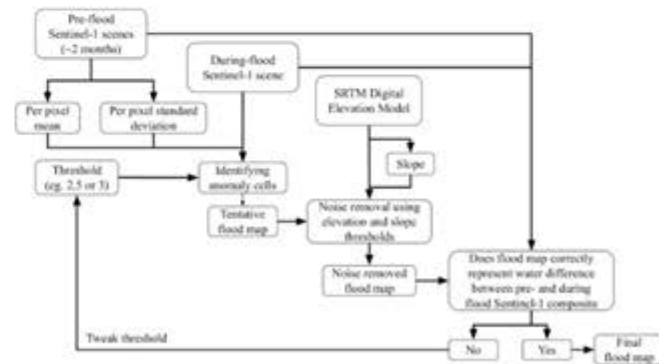 Pre-flood
Sentinel-1 scenes
(~2 months)
During-flood
Sentinel-1 scene
SRTM Digital
Elevation Model
Per pixel
mean
Per pixel standard
deviation
Slope
Threshold
(eg. 2,5 or 3)
Identifying
anomaly cells
Tentative
flood map
Noise removal using
elevation and slope
thresholds
Noise removed
flood map
Does flood map correctly
represent water difference
between pre- and during
flood Sentinel-1 composite
Tweak threshold
No
Yes
Final
flood map